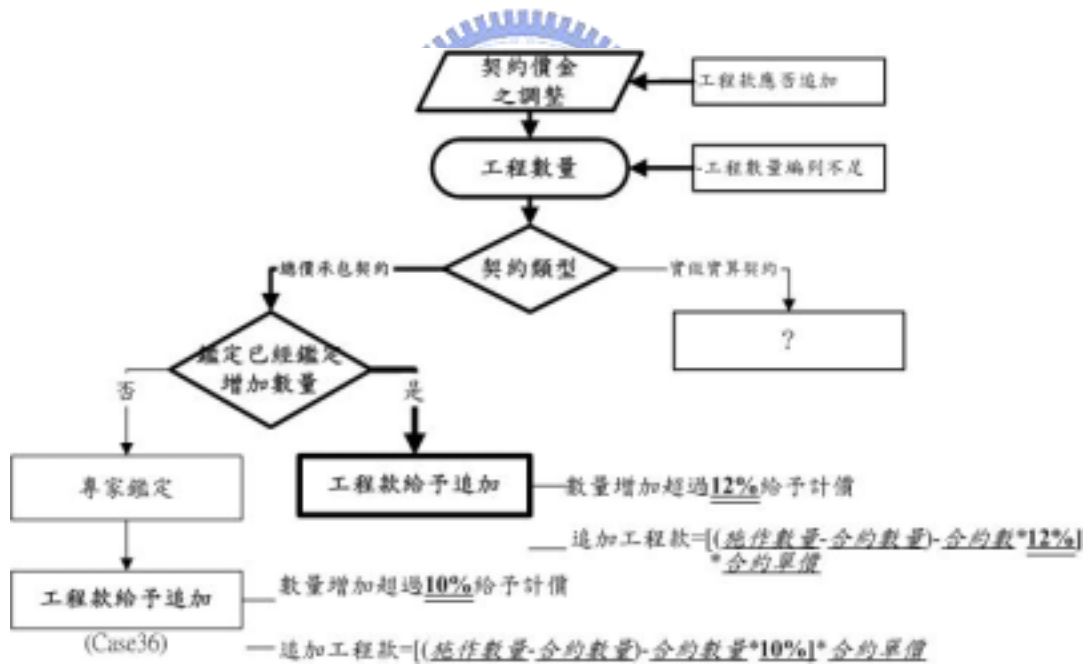 契約價金
之調整
工程款應否追加
工程數量
-工程數量編列不足
契約類型
總價承包契約
實做實算契約
?
鑑定已經鑑定
增加數量
否
是
專家鑑定
工程款給予追加
數量增加超過12%給予計價
追加工程款=[(施作數量-合約數量)-合約數*12%]
*合約單價
工程款給予追加
(Case36)
數量增加超過10%給予計價
追加工程款=[(施作數量-合約數量)-合約數量*10%]*合約單價